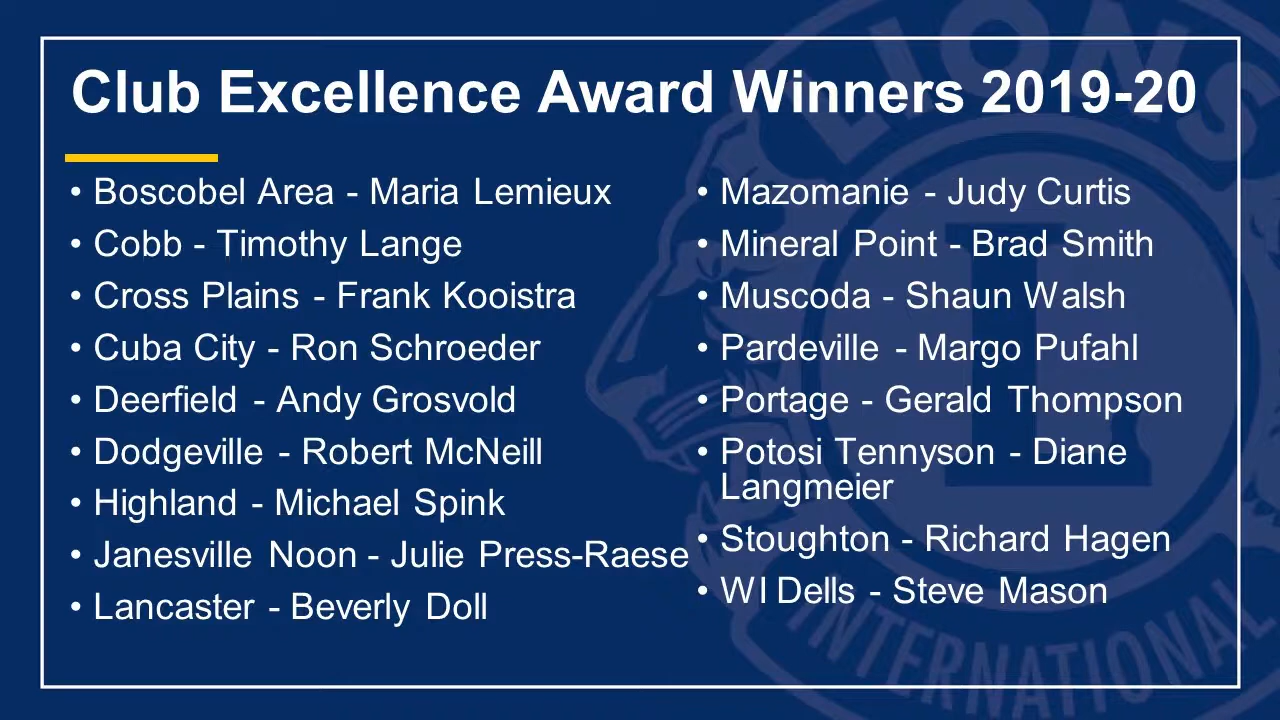 Club Excellence Award Winners 2019-20
• Boscobel Area - Maria Lemieux
• Cobb - Timothy Lange
• Cross Plains - Frank Kooistra
• Cuba City - Ron Schroeder
• Deerfield - Andy Grosvold
• Dodgeville - Robert McNeill
• Highland - Michael Spink
• Janesville Noon - Julie Press-Raese
• Lancaster - Beverly Doll
• Mazomanie - Judy Curtis
• Mineral Point - Brad Smith
• Muscoda - Shaun Walsh
• Pardeville - Margo Pufahl
• Portage - Gerald Thompson
• Potosi Tennyson - Diane
Langmeier
• Stoughton - Richard Hagen
• WI Dells - Steve Mason
LIONS
L
INTERNATIONAL